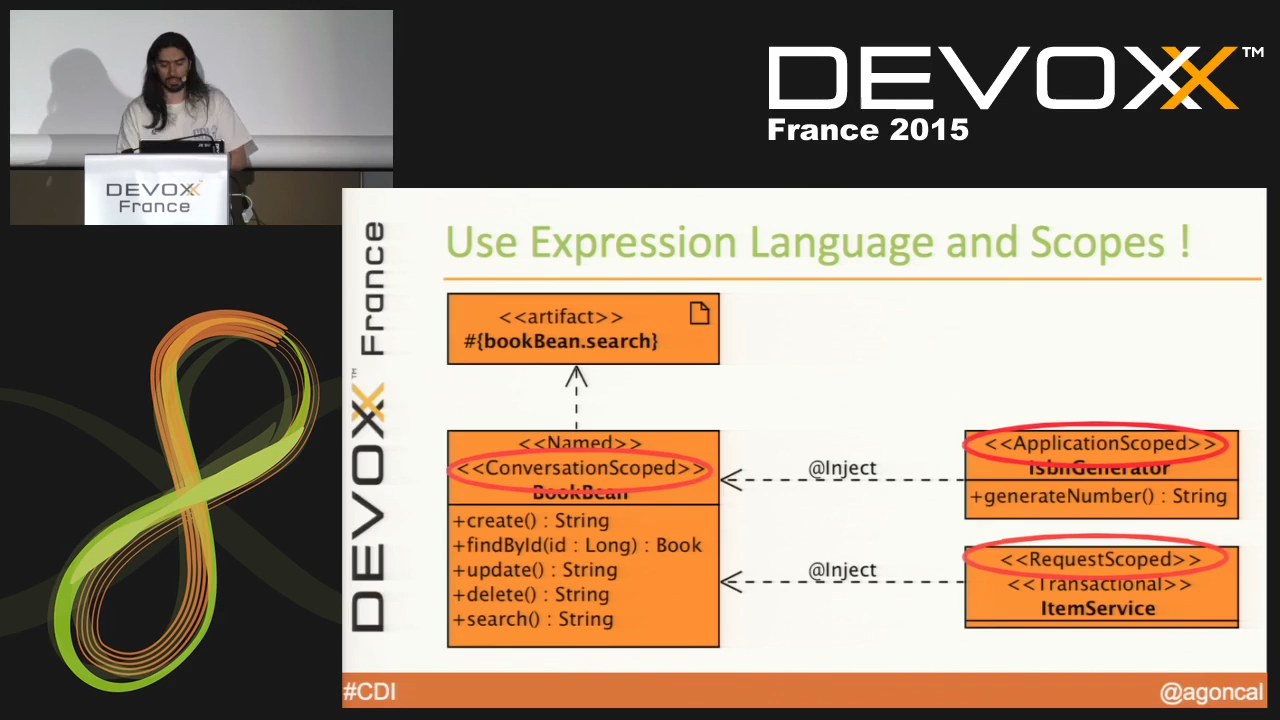 DEVOXX™
France 2015
DEVOXX
France
DEVOXX™ France
Use Expression Language and Scopes !
<<artifact>>
#{bookBean.search}
<<Named>>
<<ConversationScoped>>
BookBean
+create() : String
+findById(id : Long) : Book
+update() : String
+delete() : String
+search() : String
@Inject
<<ApplicationScoped>>
IsbnGenerator
+generateNumber() : String
@Inject
<<RequestScoped>>
<<Transactional>>
ItemService
#CDI
@agoncal